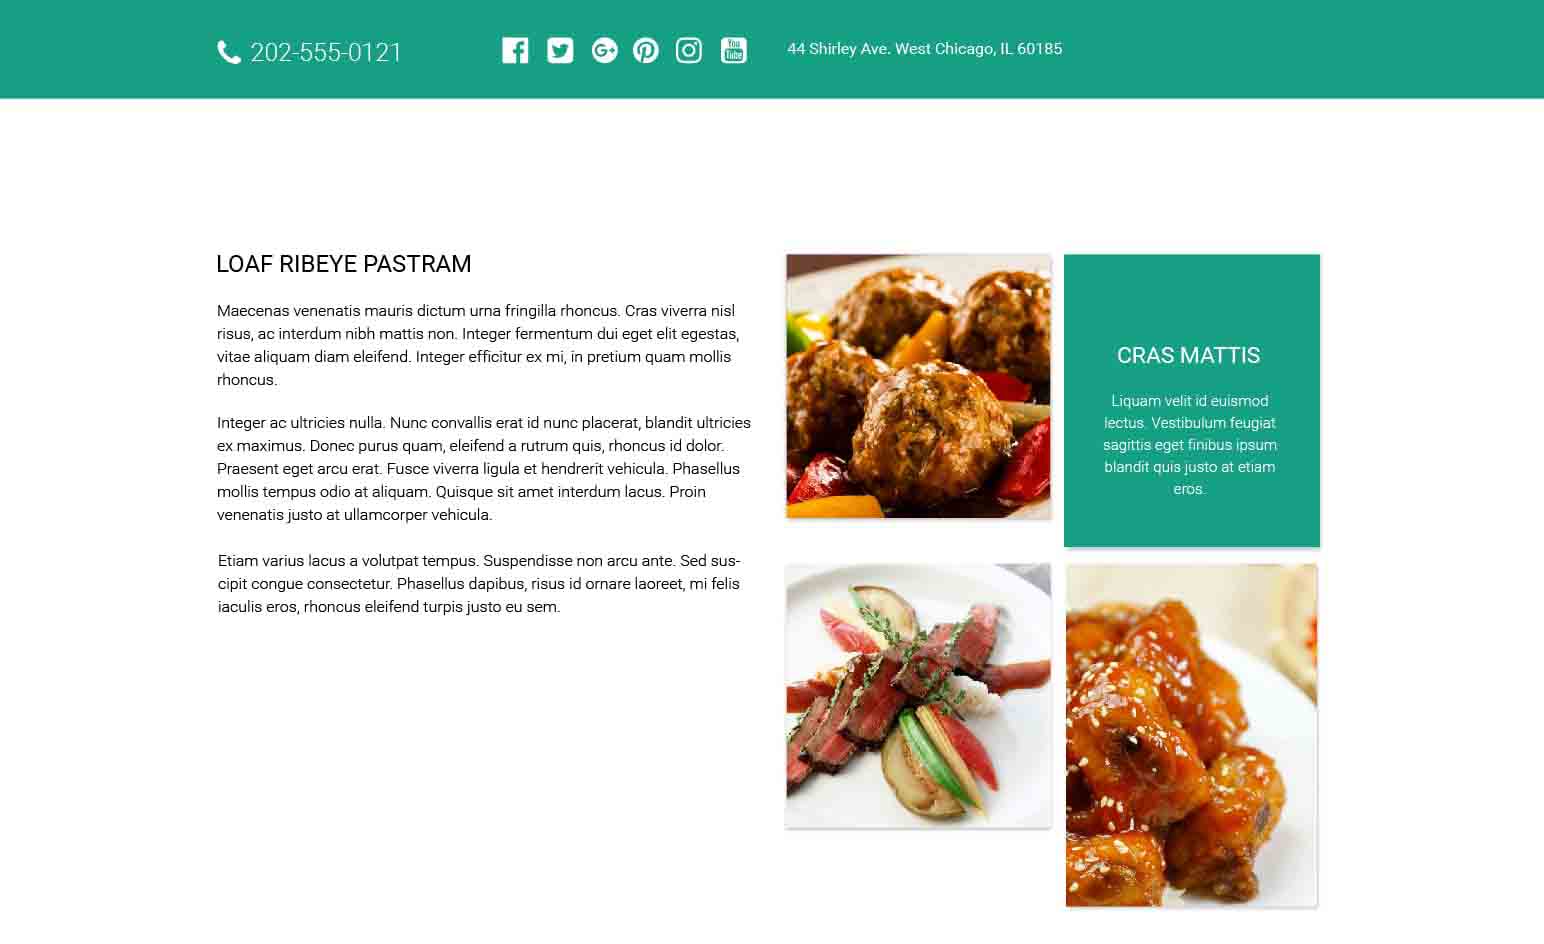 202-555-0121
44 Shirley Ave. West Chicago, IL 60185
LOAF RIBEYE PASTRAM
Maecenas venenatis mauris dictum urna fringilla rhoncus. Cras viverra nisl
risus, ac interdum nibh mattis non. Integer fermentum dui eget elit egestas,
vitae aliquam diam eleifend. Integer efficitur ex mi, in pretium quam mollis
rhoncus.
Integer ac ultricies nulla. Nunc convallis erat id nunc placerat, blandit ultricies
ex maximus. Donec purus quam, eleifend a rutrum quis, rhoncus id dolor.
Praesent eget arcu erat. Fusce viverra ligula et hendrerit vehicula. Phasellus
mollis tempus odio at aliquam. Quisque sit amet interdum lacus. Proin
venenatis justo at ullamcorper vehicula.
Etiam varius lacus a volutpat tempus. Suspendisse non arcu ante. Sed sus-
cipit congue consectetur. Phasellus dapibus, risus id ornare laoreet, mi felis
iaculis eros, rhoncus eleifend turpis justo eu sem.
CRAS MATTIS
Liquam velit id euismod
lectus. Vestibulum feugiat
sagittis eget finibus ipsum
blandit quis justo at etiam
eros.